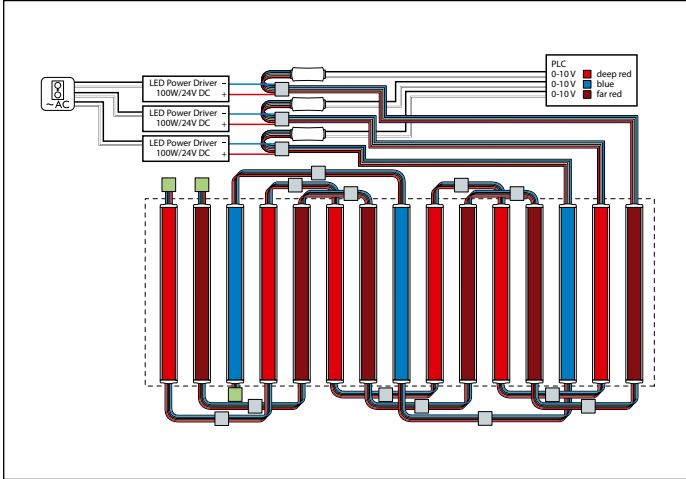 PLC
0-10 V deep red
0-10 V blue
0-10 V far red
~AC
LED Power Driver -
100W/24V DC +
LED Power Driver -
100W/24V DC +
LED Power Driver -
100W/24V DC +